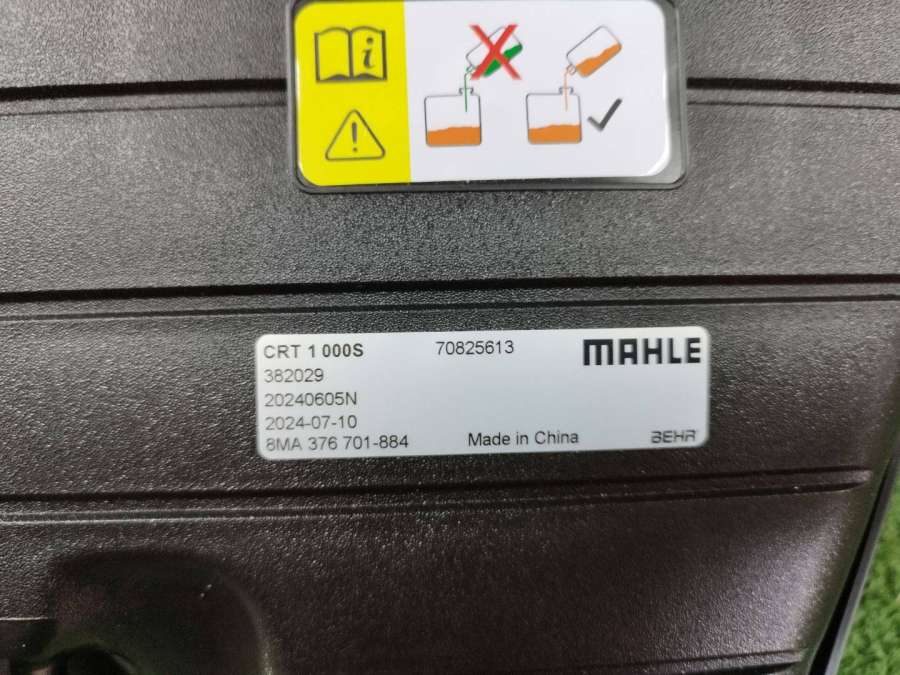 CRT 1 000S 70825613 MAHLE
382029
20240605N
2024-07-10
8MA 376 701-884 Made in China BEHR